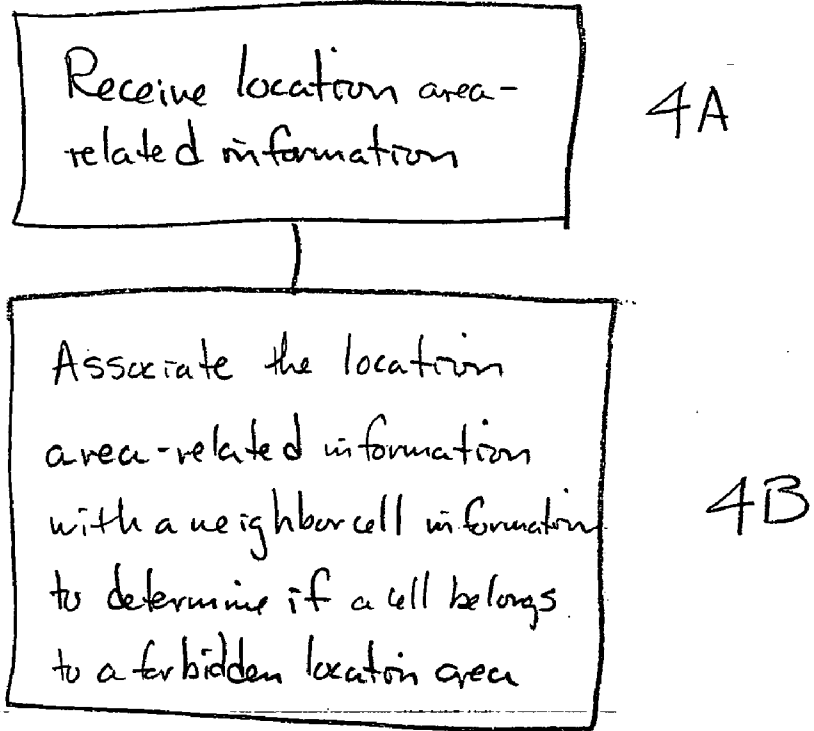 Receive location area-
related information
4A
Associate the location
area-related information
with a neighbor cell information
to determine if a cell belongs
to a forbidden location area
4B